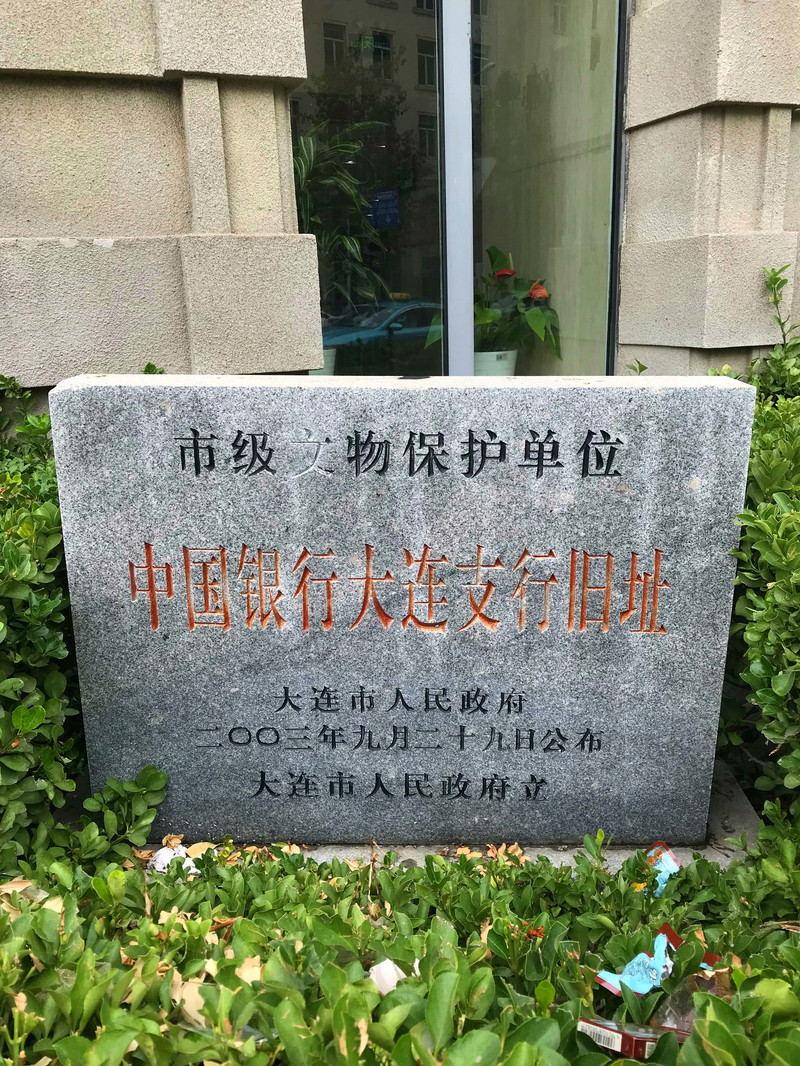 市级文物保护单位
中国银行大连支行旧址
大连市人民政府
二〇〇三年九月二十九日公布
大连市人民政府立